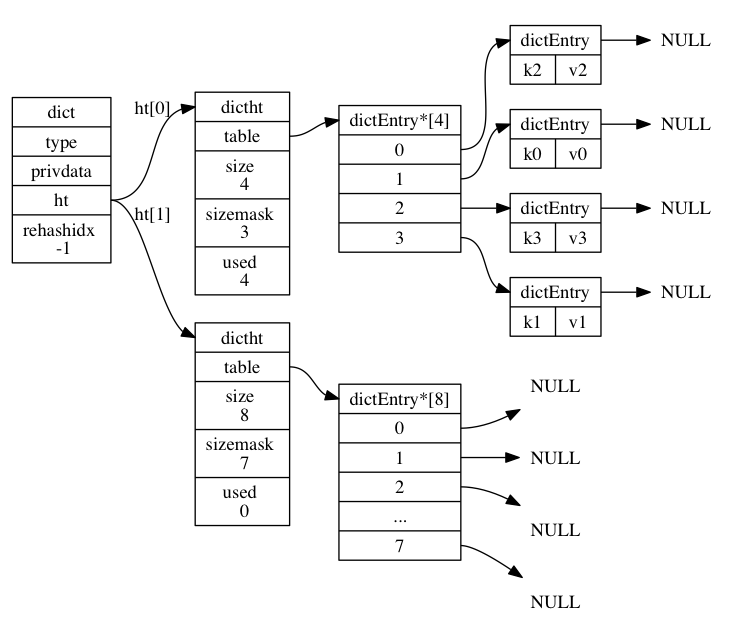 dict
type
privdata
ht
rehashidx
-1
ht[0]
ht[1]
dictht
table
size
4
sizemask
3
used
4
dictht
table
size
8
sizemask
7
used
0
dictEntry*[4]
0
1
2
3
dictEntry*[8]
0
1
2
...
7
dictEntry
k2 v2
NULL
dictEntry
k0 v0
NULL
dictEntry
k3 v3
NULL
dictEntry
k1 v1
NULL
NULL
NULL
NULL
NULL